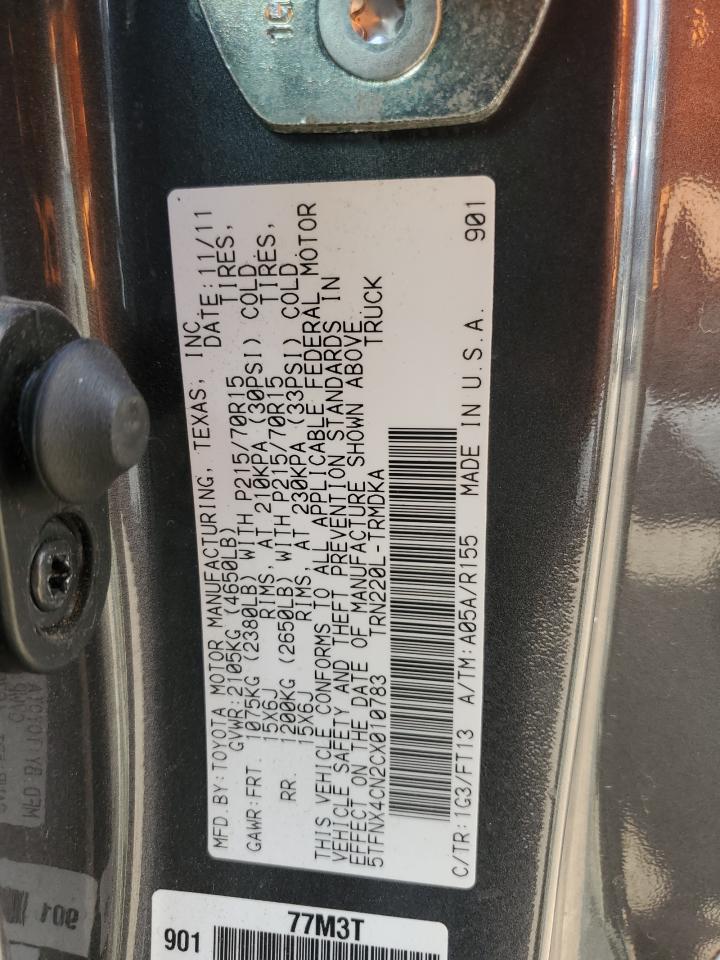 MFD.BY:TOYOTA MOTOR MANUFACTURING, TEXAS, INC.
GVWR:2105KG (4650LB) DATE:11/11
GAWR:FRT. 1075KG (2380LB) WITH P215/70R15 TIRES,
15X6J RIMS, AT 210KPA (30PSI) COLD
RR. 1200KG (2650LB) WITH P215/70R15 TIRES,
15X6J RIMS, AT 230KPA (33PSI) COLD
THIS VEHICLE CONFORMS TO ALL APPLICABLE FEDERAL MOTOR
VEHICLE SAFETY AND THEFT PREVENTION STANDARDS IN
EFFECT ON THE DATE OF MANUFACTURE SHOWN ABOVE.
5TFNX4CN2CX010783 TRN220L-TRMDKA TRUCK
C/TR:1G3/FT13 A/TM:A05A/R155 MADE IN U.S.A. 901
77M3T
901
901